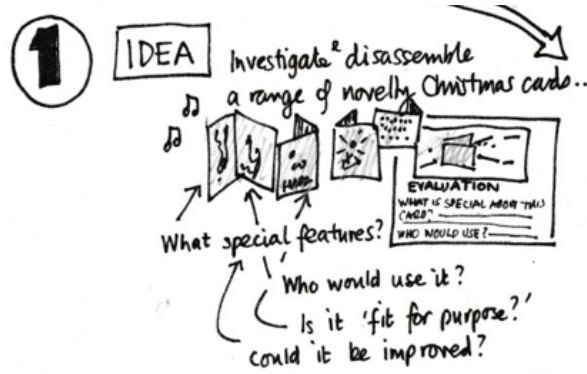 1
IDEA
Investigate & disassemble
a range of novelty Christmas cards...
EVALUATION
WHAT IS SPECIAL ABOUT THIS
CARD?
WHO WOULD USE?
What special features?
Who would use it?
Is it 'fit for purpose?'
Could it be improved?